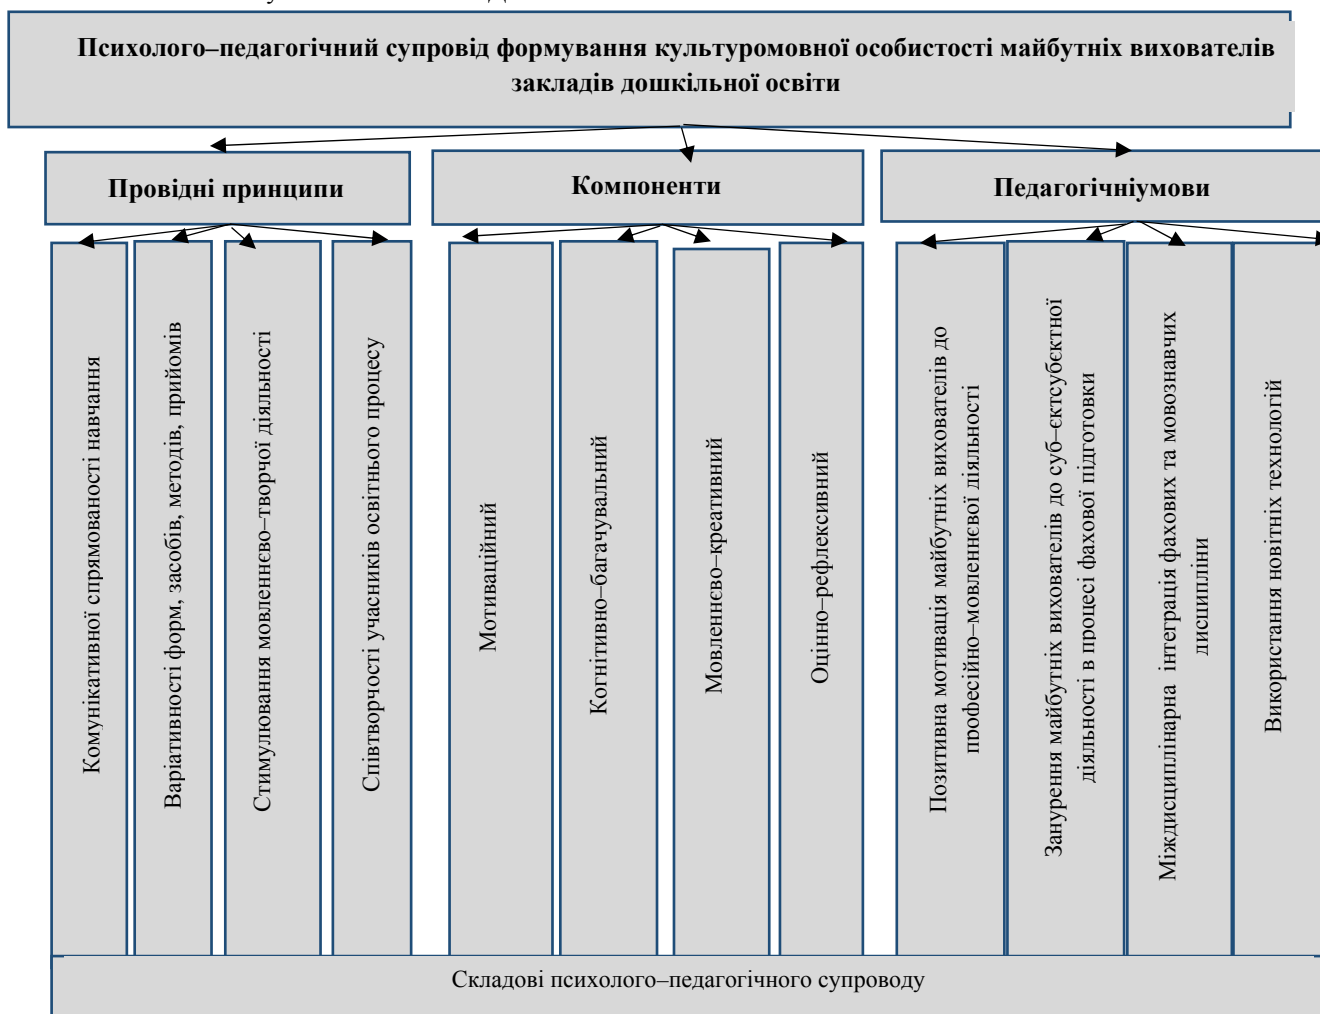 Психолого–педагогічний супровід формування культуромовної особистості майбутніх вихователів
закладів дошкільної освіти
Провідні принципи
Компоненти
Педагогічніумови
Комунікативної спрямованості навчання
Варіативності форм, засобів, методів, прийомів
Стимулювання мовленнєво–творчої діяльності
Співтворчості учасників освітнього процесу
Мотиваційний
Когнітивно–багачувальний
Мовленнєво–креативний
Оцінно–рефлексивний
Позитивна мотивація майбутніх вихователів до
професійно–мовленнєвої діяльності
Занурення майбутніх вихователів до суб–єктсубєктної
діяльності в процесі фахової підготовки
Міждисциплінарна інтеграція фахових та мовознавчих
дисципліни
Використання новітніх технологій
Складові психолого–педагогічного супроводу